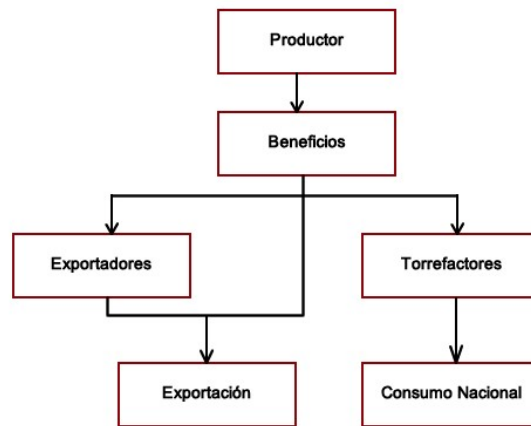 Productor
Beneficios
Exportadores
Torrefactores
Exportación
Consumo Nacional